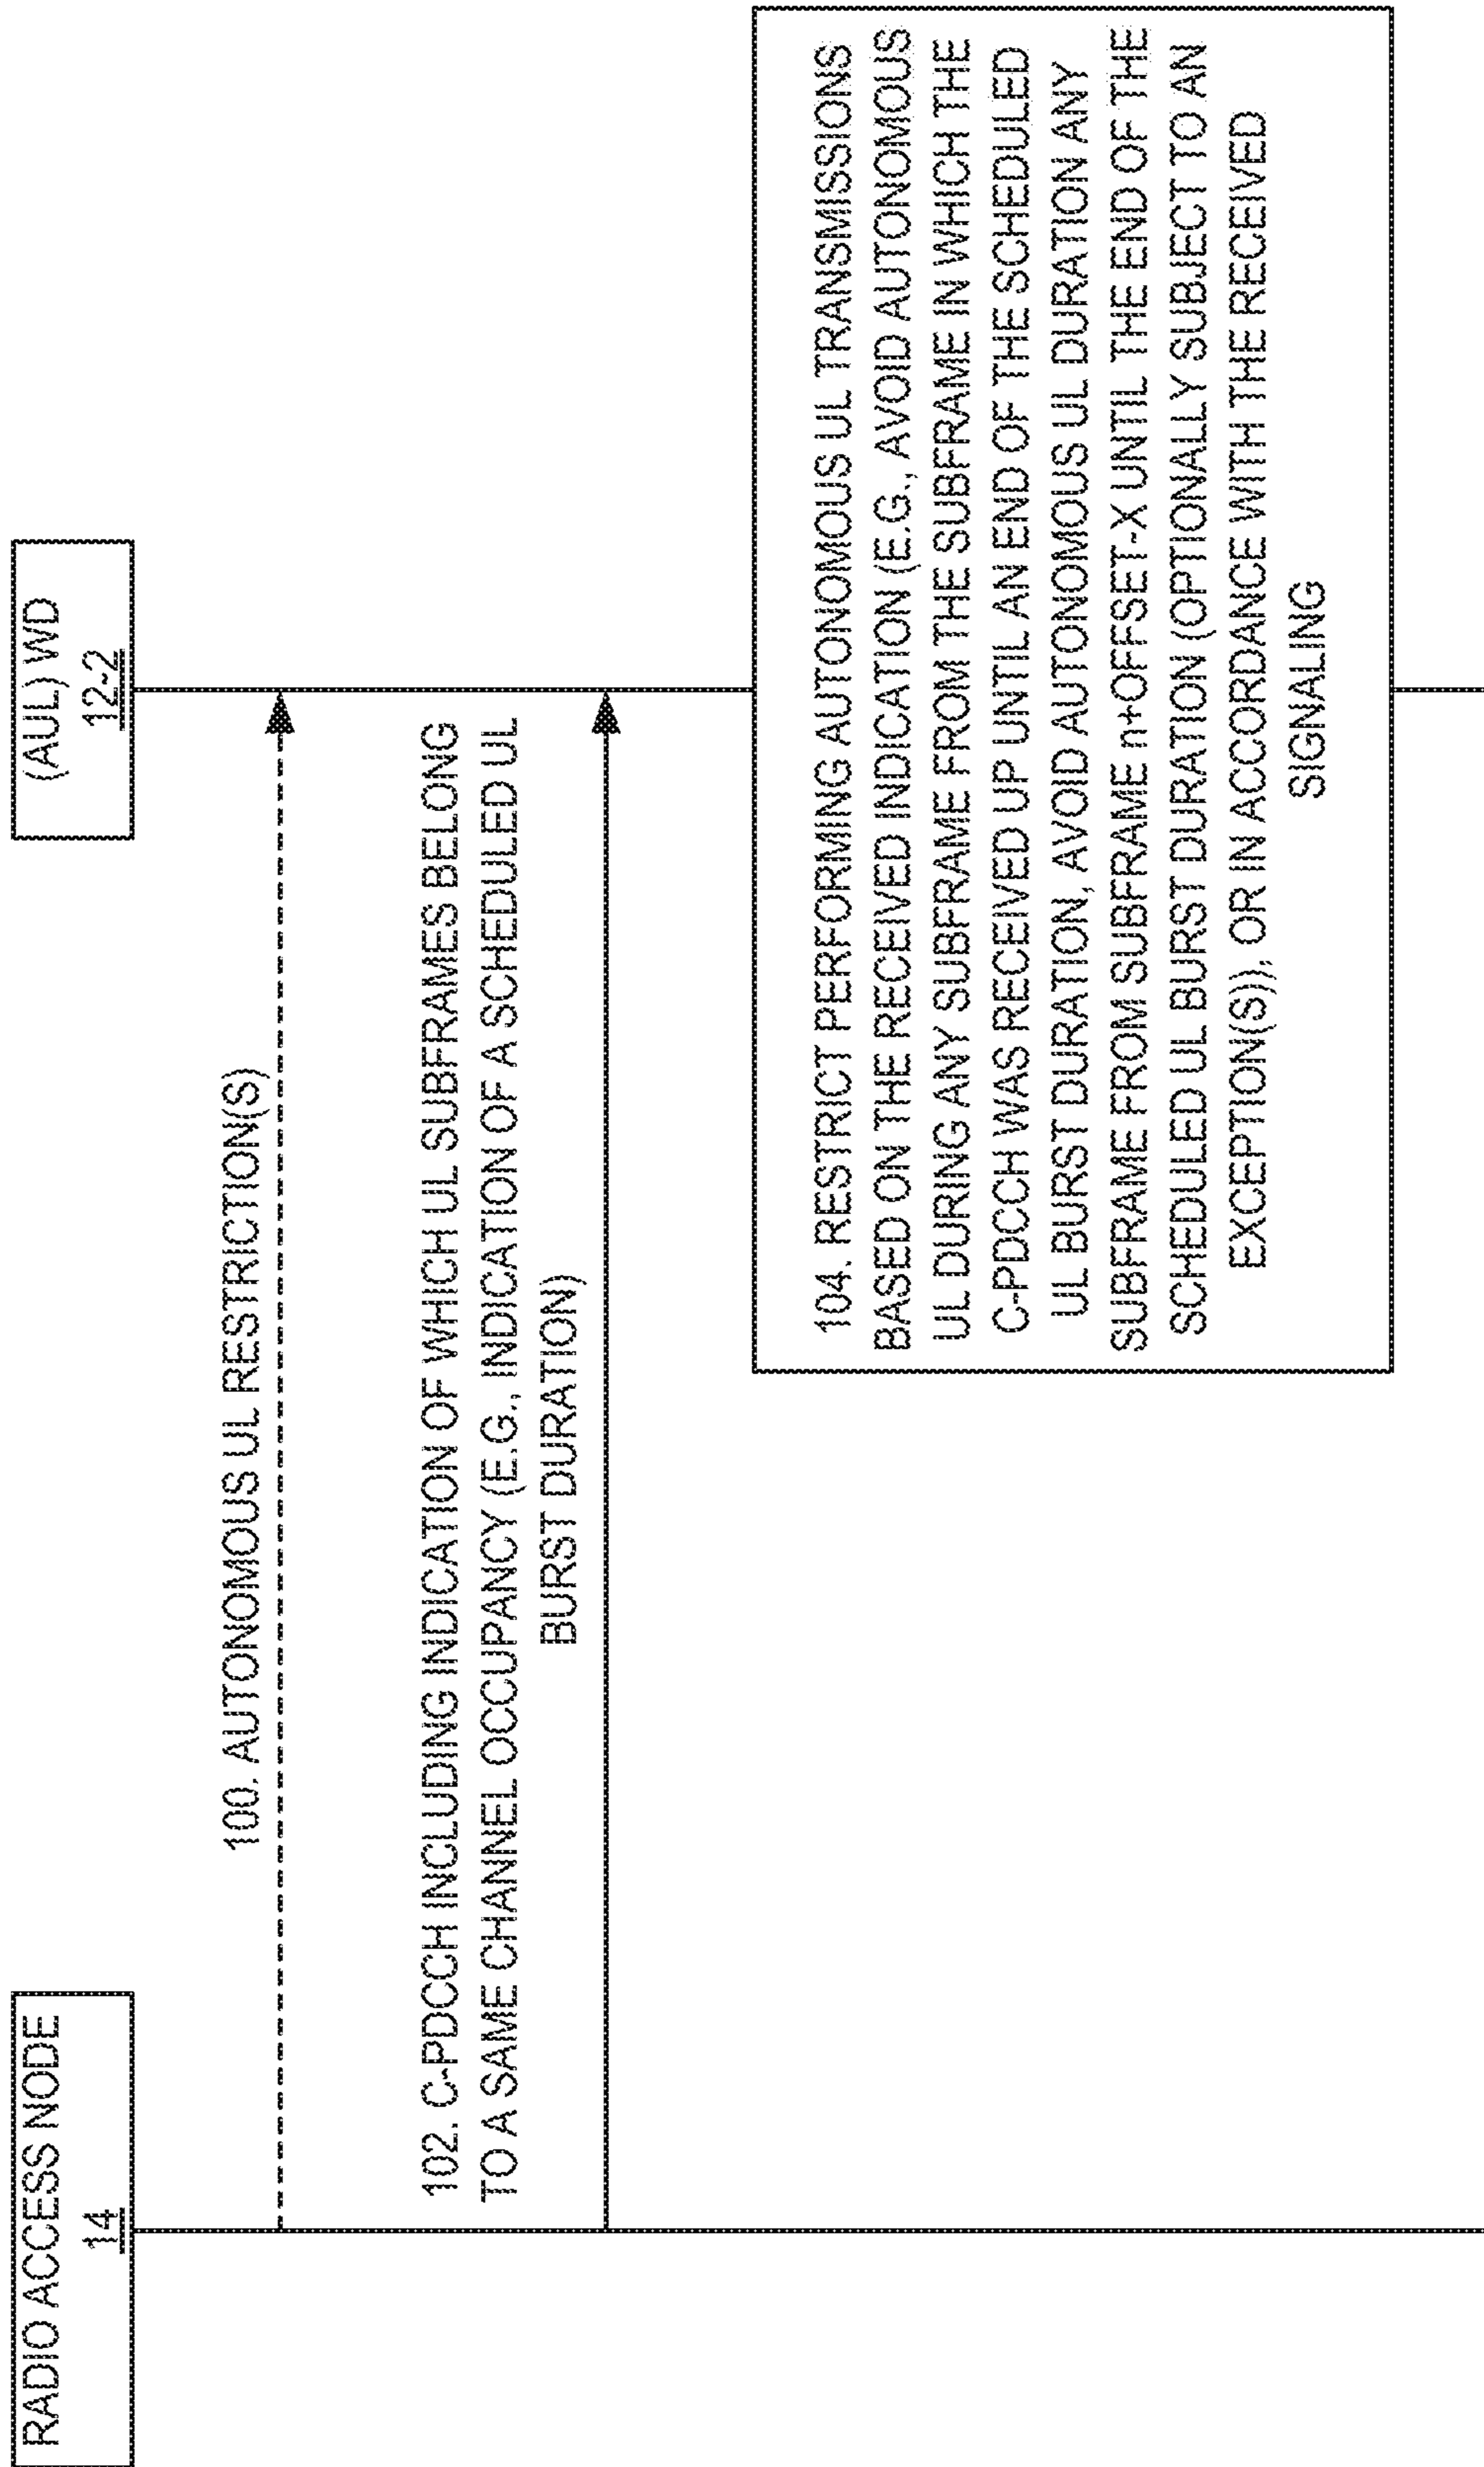 RADIO ACCESS NODE
14
(AUL) WD
12-2
100. AUTONOMOUS UL RESTRICTION(S)
102. C-PDCCH INCLUDING INDICATION OF WHICH UL SUBFRAMES BELONG
TO A SAME CHANNEL OCCUPANCY (E.G., INDICATION OF A SCHEDULED UL
BURST DURATION)
104. RESTRICT PERFORMING AUTONOMOUS UL TRANSMISSIONS
BASED ON THE RECEIVED INDICATION (E.G., AVOID AUTONOMOUS
UL DURING ANY SUBFRAME FROM THE SUBFRAME IN WHICH THE
C-PDCCH WAS RECEIVED UP UNTIL AN END OF THE SCHEDULED
UL BURST DURATION, AVOID AUTONOMOUS UL DURATION ANY
SUBFRAME FROM SUBFRAME n+OFFSET-X UNTIL THE END OF THE
SCHEDULED UL BURST DURATION (OPTIONALLY SUBJECT TO AN
EXCEPTION(S)), OR IN ACCORDANCE WITH THE RECEIVED
SIGNALING